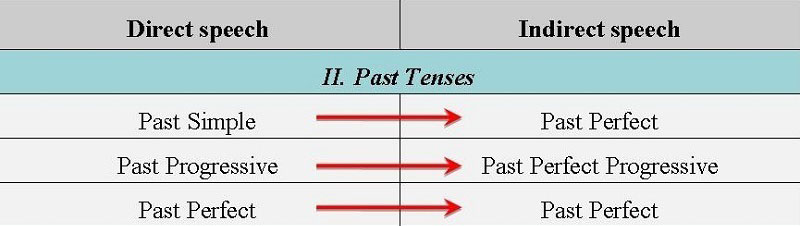 Direct speech Indirect speech
II. Past Tenses
Past Simple Past Perfect
Past Progressive Past Perfect Progressive
Past Perfect Past Perfect